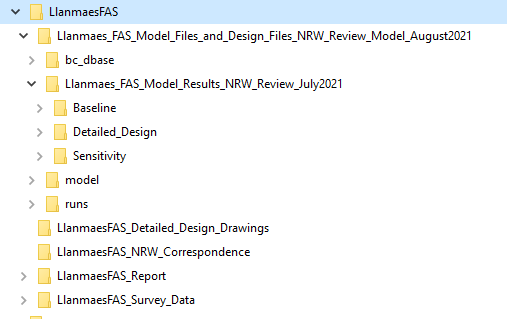 LlanmaesFAS
Llanmaes_FAS_Model_Files_and_Design_Files_NRW_Review_Model_August2021
bc_dbase
Llanmaes_FAS_Model_Results_NRW_Review_July2021
Baseline
Detailed_Design
Sensitivity
model
runs
LlanmaesFAS_Detailed_Design_Drawings
LlanmaesFAS_NRW_Correspondence
LlanmaesFAS_Report
LlanmaesFAS_Survey_Data